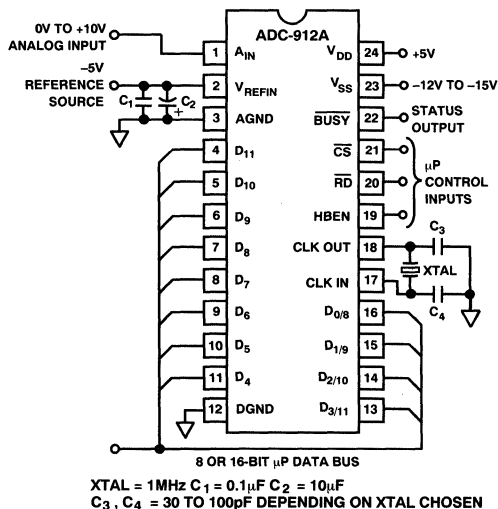 0V TO +10V
ANALOG INPUT
–5V
REFERENCE
SOURCE
C1
C2
+
ADC-912A
1 AIN
2 VREFIN
3 AGND
4 D11
5 D10
6 D9
7 D8
8 D7
9 D6
10 D5
11 D4
12 DGND
VDD 24 +5V
VSS 23 –12V TO –15V
BUSY 22 STATUS
OUTPUT
CS 21
RD 20
HBEN 19
µP
CONTROL
INPUTS
CLK OUT 18
CLK IN 17
C3
XTAL
C4
D0/8 16
D1/9 15
D2/10 14
D3/11 13
8 OR 16-BIT µP DATA BUS
XTAL = 1MHz C1 = 0.1µF C2 = 10µF
C3 , C4 = 30 TO 100pF DEPENDING ON XTAL CHOSEN